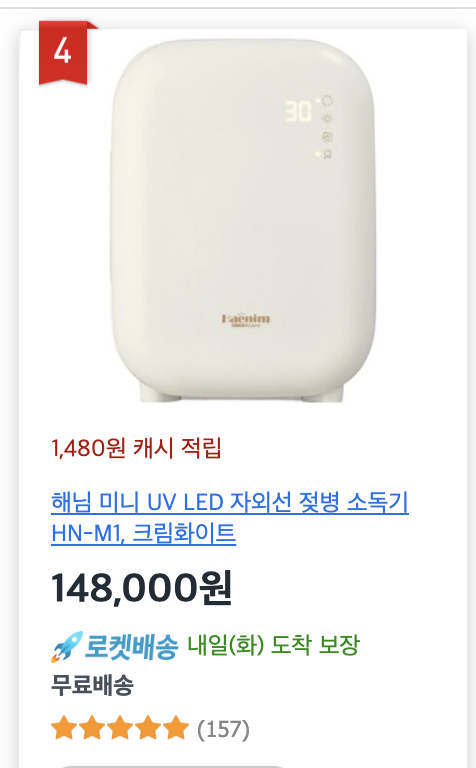 4
30
Haenim
1,480원 캐시 적립
해님 미니 UV LED 자외선 젖병 소독기
HN-M1, 크림화이트
148,000원
로켓배송 내일(화) 도착 보장
무료배송
(157)